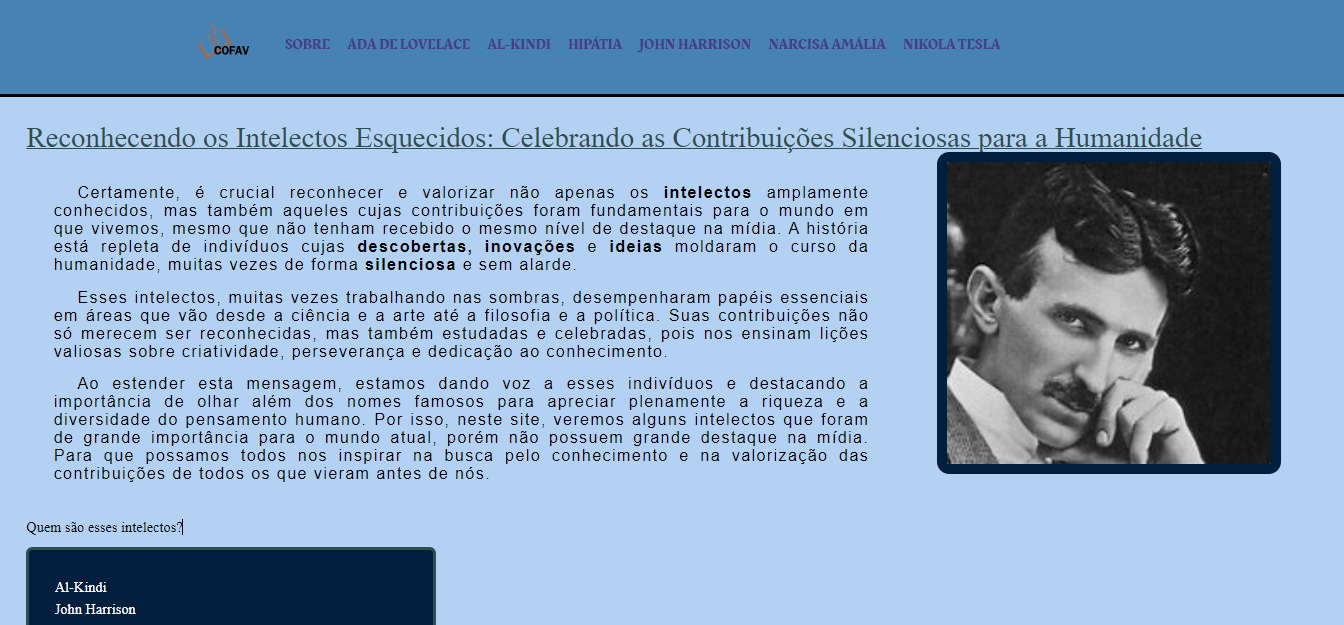 COFAV
SOBRE ADA DE LOVELACE AL-KINDI HIPÁTIA JOHN HARRISON NARCISA AMÁLIA NIKOLA TESLA
Reconhecendo os Intelectos Esquecidos: Celebrando as Contribuições Silenciosas para a Humanidade
Certamente, é crucial reconhecer e valorizar não apenas os intelectos amplamente
conhecidos, mas também aqueles cujas contribuições foram fundamentais para o mundo em
que vivemos, mesmo que não tenham recebido o mesmo nível de destaque na mídia. A história
está repleta de indivíduos cujas descobertas, inovações e ideias moldaram o curso da
humanidade, muitas vezes de forma silenciosa e sem alarde.
Esses intelectos, muitas vezes trabalhando nas sombras, desempenharam papéis essenciais
em áreas que vão desde a ciência e a arte até a filosofia e a política. Suas contribuições não
só merecem ser reconhecidas, mas também estudadas e celebradas, pois nos ensinam lições
valiosas sobre criatividade, perseverança e dedicação ao conhecimento.
Ao estender esta mensagem, estamos dando voz a esses indivíduos e destacando a
importância de olhar além dos nomes famosos para apreciar plenamente a riqueza e a
diversidade do pensamento humano. Por isso, neste site, veremos alguns intelectos que foram
de grande importância para o mundo atual, porém não possuem grande destaque na mídia.
Para que possamos todos nos inspirar na busca pelo conhecimento e na valorização das
contribuições de todos os que vieram antes de nós.
Quem são esses intelectos?
Al-Kindi
John Harrison